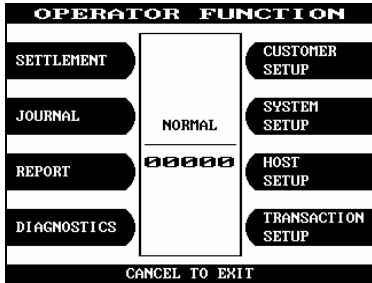 OPERATOR FUNCTION
SETTLEMENT
JOURNAL
REPORT
DIAGNOSTICS
NORMAL
00000
CUSTOMER
SETUP
SYSTEM
SETUP
HOST
SETUP
TRANSACTION
SETUP
CANCEL TO EXIT